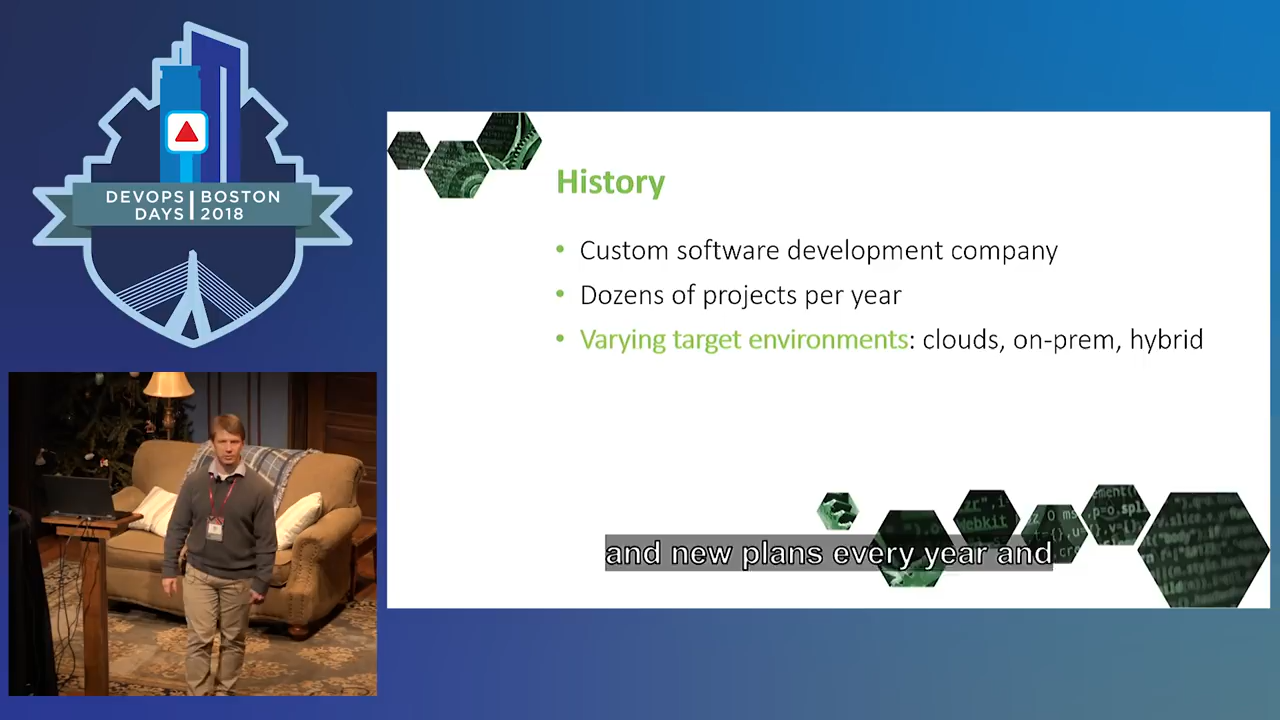 DEVOPS BOSTON
DAYS 2018
History
• Custom software development company
• Dozens of projects per year
• Varying target environments: clouds, on-prem, hybrid
and new plans every year and